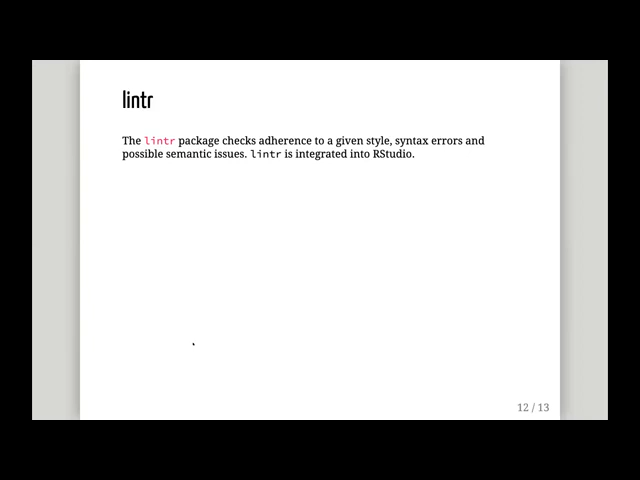 lintr
The lintr package checks adherence to a given style, syntax errors and
possible semantic issues. lintr is integrated into RStudio.
12 / 13